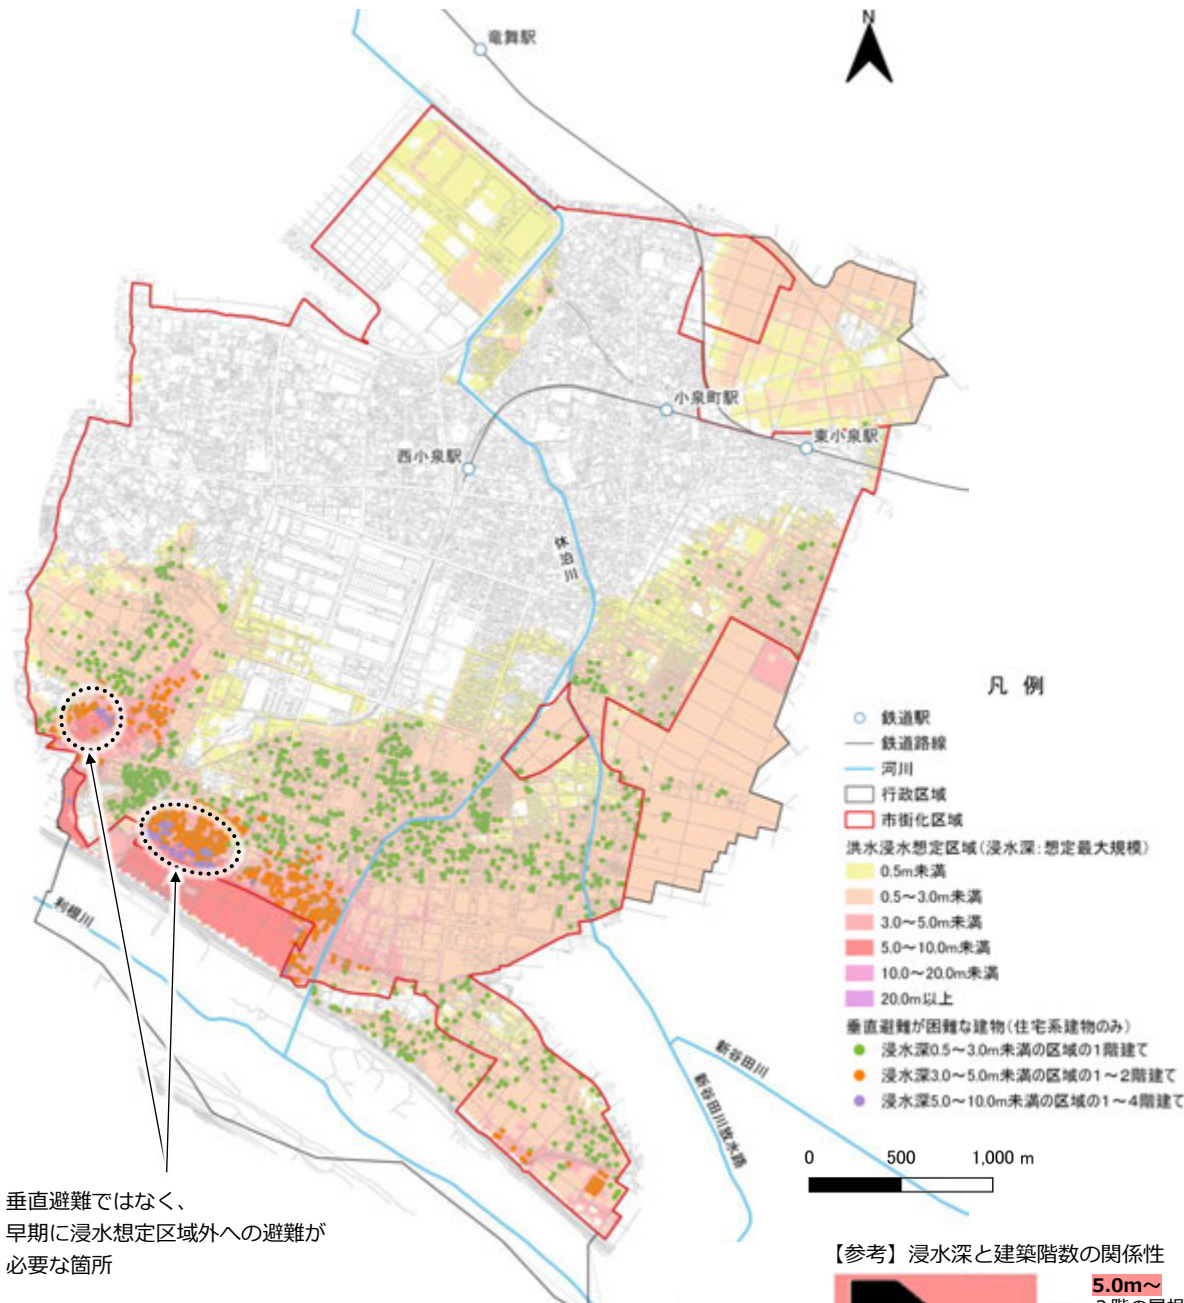 N
竜舞駅
小泉町駅
東小泉駅
西小泉駅
休泊川
利根川
新谷田川
新谷田川放水路
凡 例
鉄道駅
鉄道路線
河川
行政区域
市街化区域
洪水浸水想定区域(浸水深:想定最大規模)
0.5m未満
0.5~3.0m未満
3.0~5.0m未満
5.0~10.0m未満
10.0~20.0m未満
20.0m以上
垂直避難が困難な建物(住宅系建物のみ)
浸水深0.5~3.0m未満の区域の1階建て
浸水深3.0~5.0m未満の区域の1~2階建て
浸水深5.0~10.0m未満の区域の1~4階建て
0 500 1,000 m
垂直避難ではなく、
早期に浸水想定区域外への避難が
必要な箇所
【参考】浸水深と建築階数の関係性
5.0m~